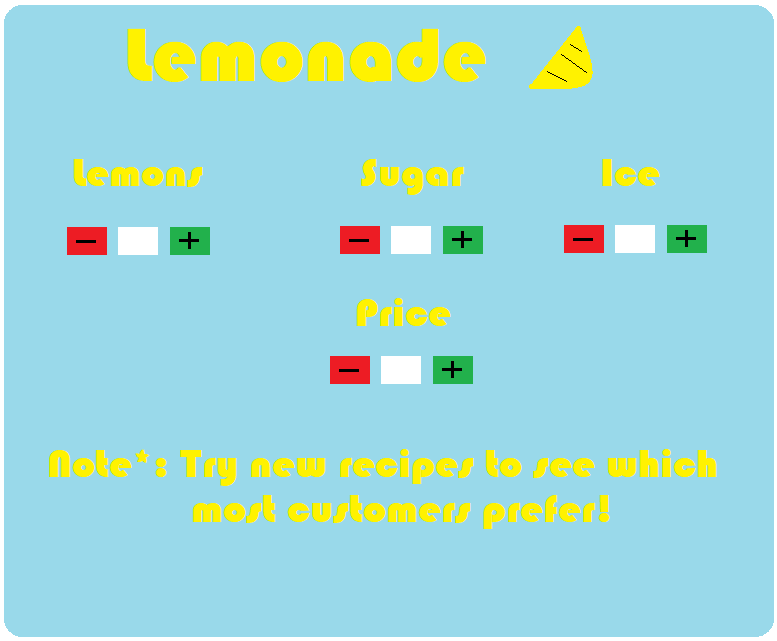 Lemonade
Lemons Sugar Ice
− + − + − +
Price
− +
Note*: Try new recipes to see which
most customers prefer!